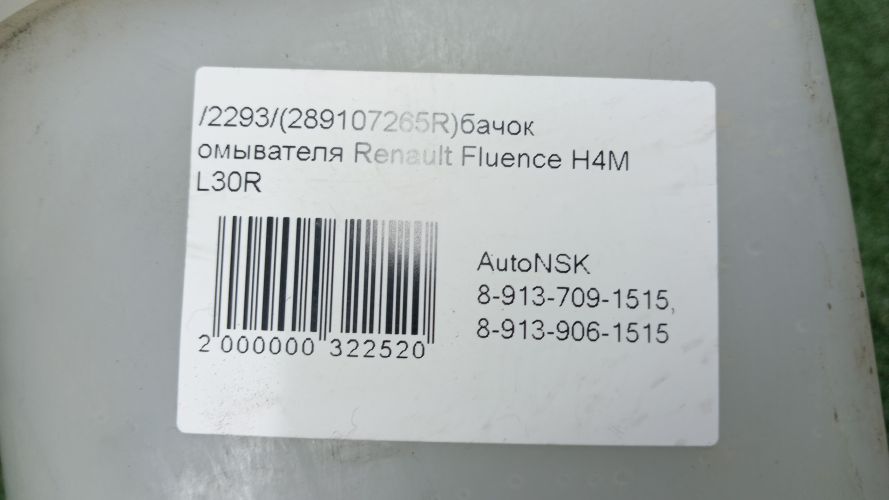 /2293/(289107265R)бачок
омывателя Renault Fluence H4M
L30R
AutoNSK
8-913-709-1515,
8-913-906-1515
2 000000 322520